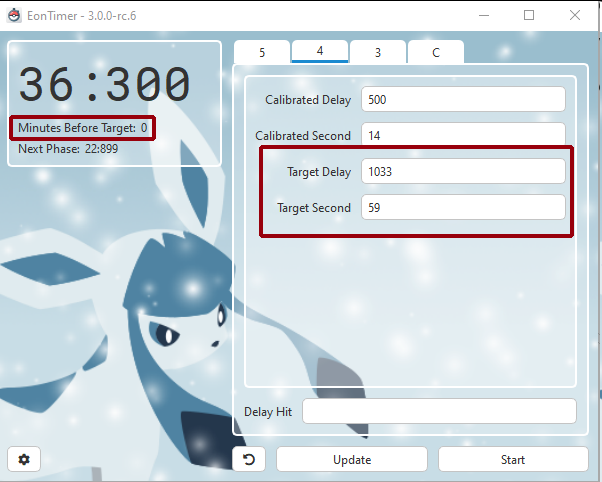 EonTimer - 3.0.0-rc.6
5 4 3 C
36:300
Minutes Before Target: 0
Next Phase: 22:899
Calibrated Delay 500
Calibrated Second 14
Target Delay 1033
Target Second 59
Delay Hit
Update Start